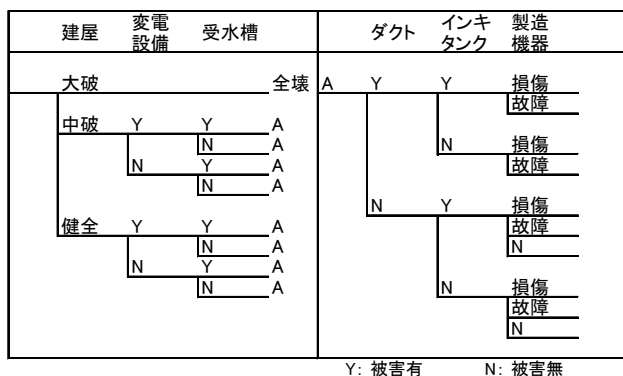 建屋 変電設備 受水槽 ダクト インキタンク 製造機器
大破 全壊 A Y Y 損傷
故障
中破 Y Y A
N A N 損傷
N Y A 故障
N A
N Y 損傷
健全 Y Y A 故障
N A N
N Y A
N A N 損傷
故障
N
Y: 被害有 N: 被害無